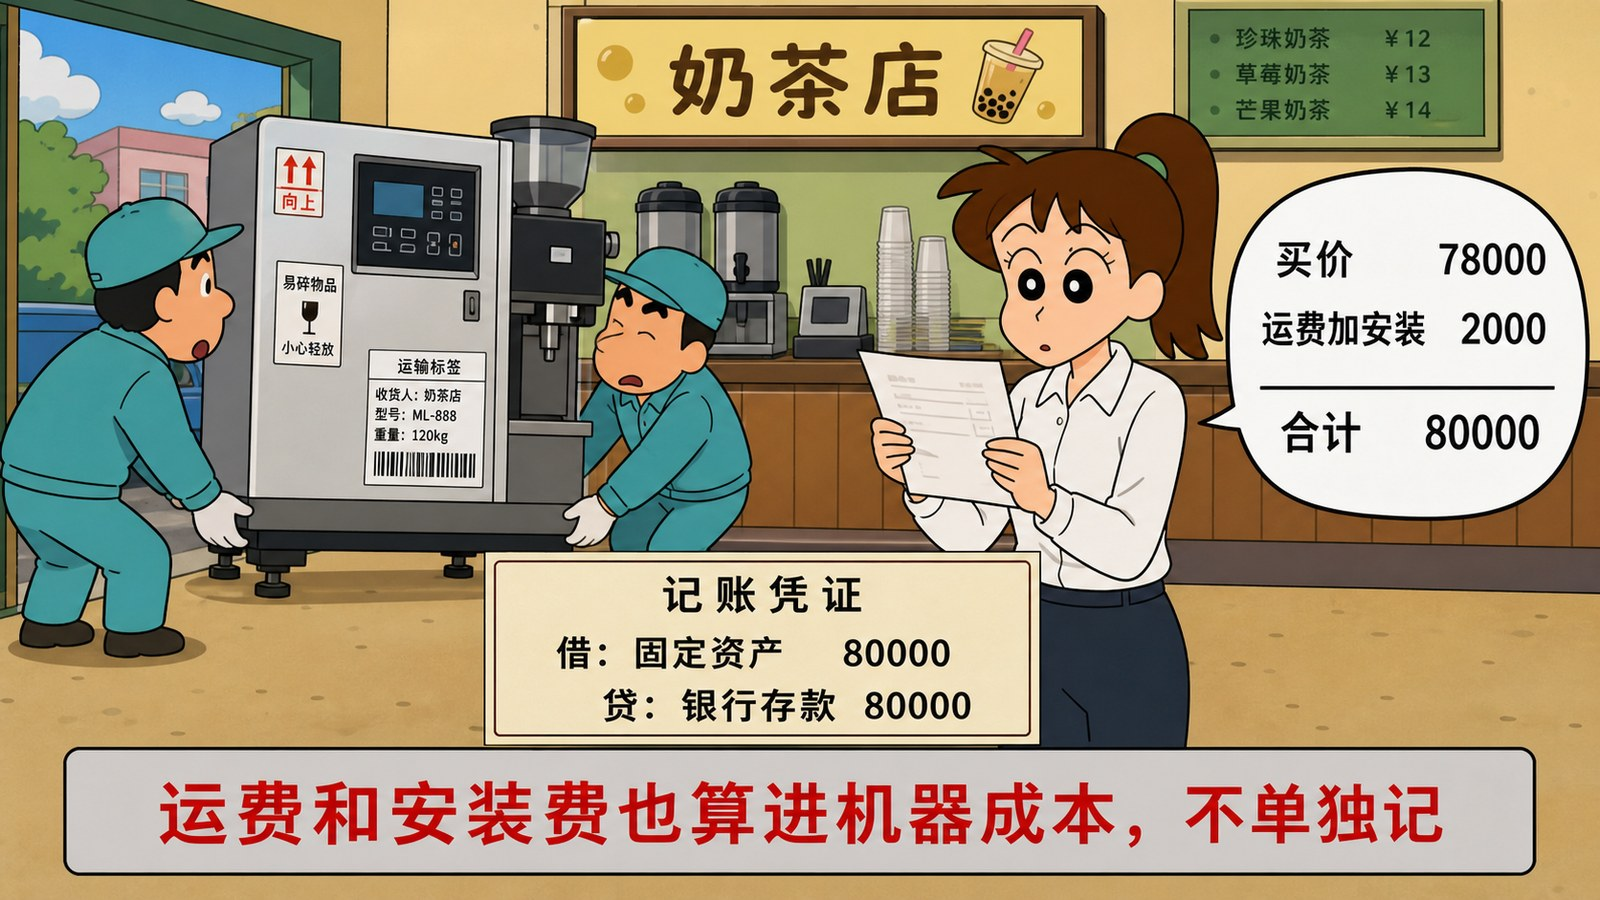 奶茶店
珍珠奶茶 ￥12
草莓奶茶 ￥13
芒果奶茶 ￥14
向上
易碎物品
小心轻放
运输标签
收货人：奶茶店
型号：ML-888
重量：120kg
买价 78000
运费加安装 2000
合计 80000
记账凭证
借：固定资产 80000
贷：银行存款 80000
运费和安装费也算进机器成本，不单独记